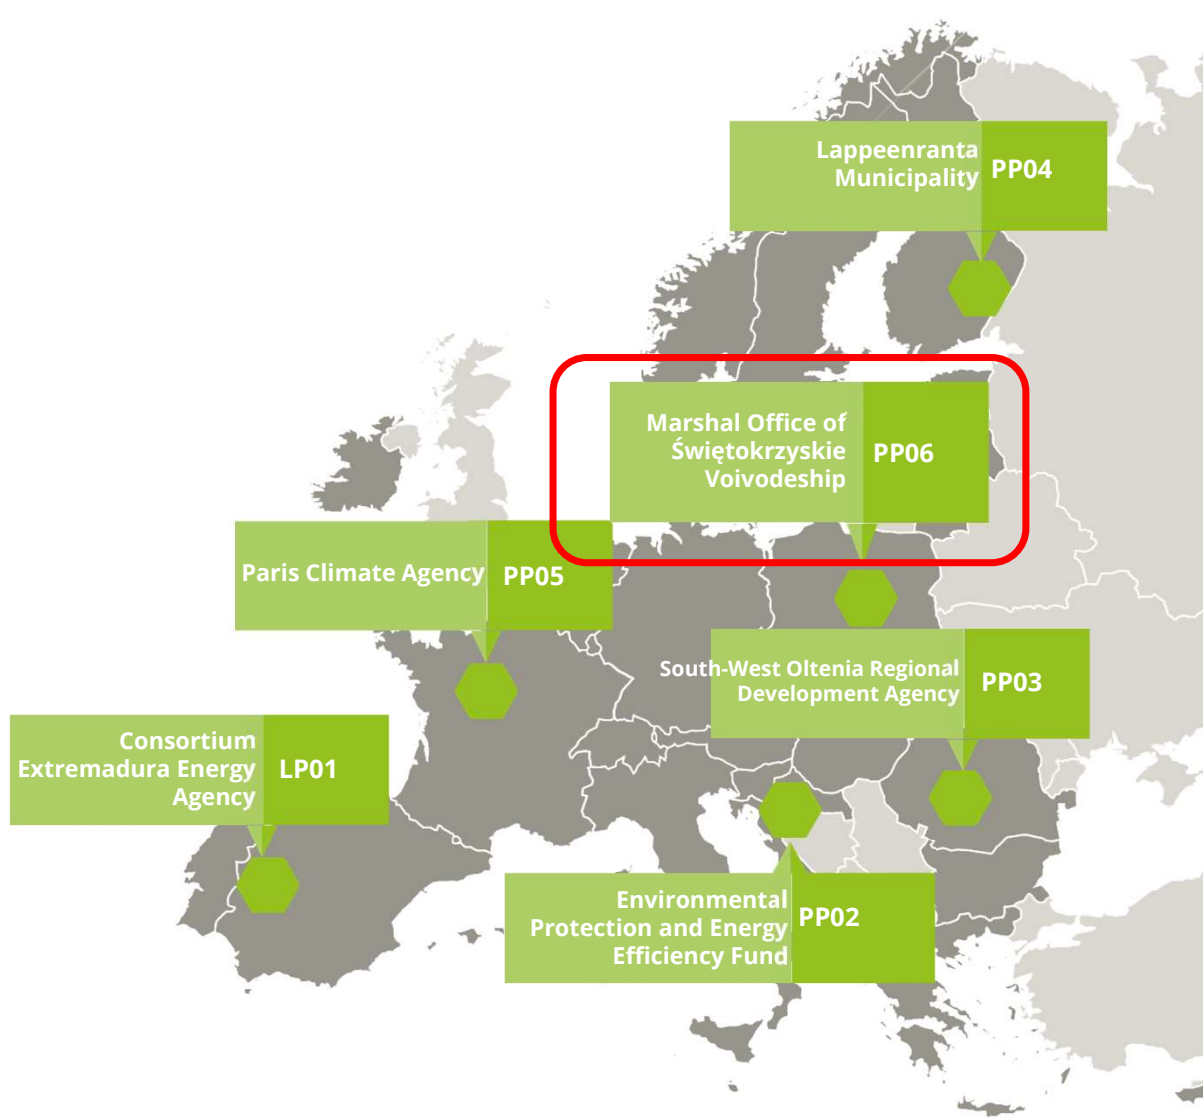 Lappeenranta
Municipality
PP04
Marshal Office of
Świętokrzyskie
Voivodeship
PP06
Paris Climate Agency
PP05
South-West Oltenia Regional
Development Agency
PP03
Consortium
Extremadura Energy
Agency
LP01
Environmental
Protection and Energy
Efficiency Fund
PP02